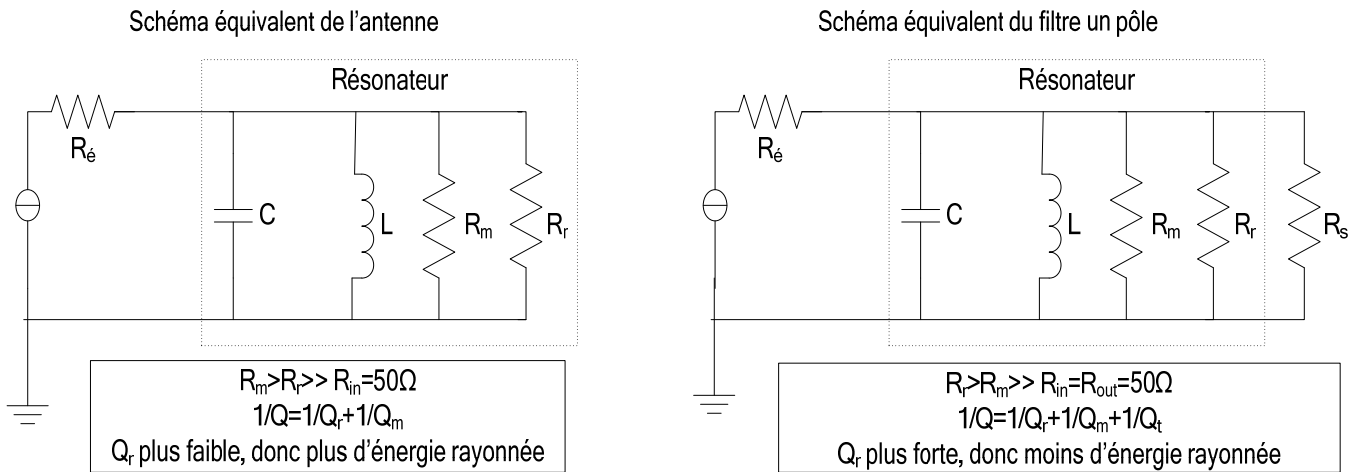 Schéma équivalent de l'antenne
Résonateur
Ré
C
L
Rm
Rr
Rm>Rr>> Rin=50Ω
1/Q=1/Qr+1/Qm
Qr plus faible, donc plus d'énergie rayonnée
Schéma équivalent du filtre un pôle
Résonateur
Ré
C
L
Rm
Rr
Rs
Rr>Rm>> Rin=Rout=50Ω
1/Q=1/Qr+1/Qm+1/Qt
Qr plus forte, donc moins d'énergie rayonnée